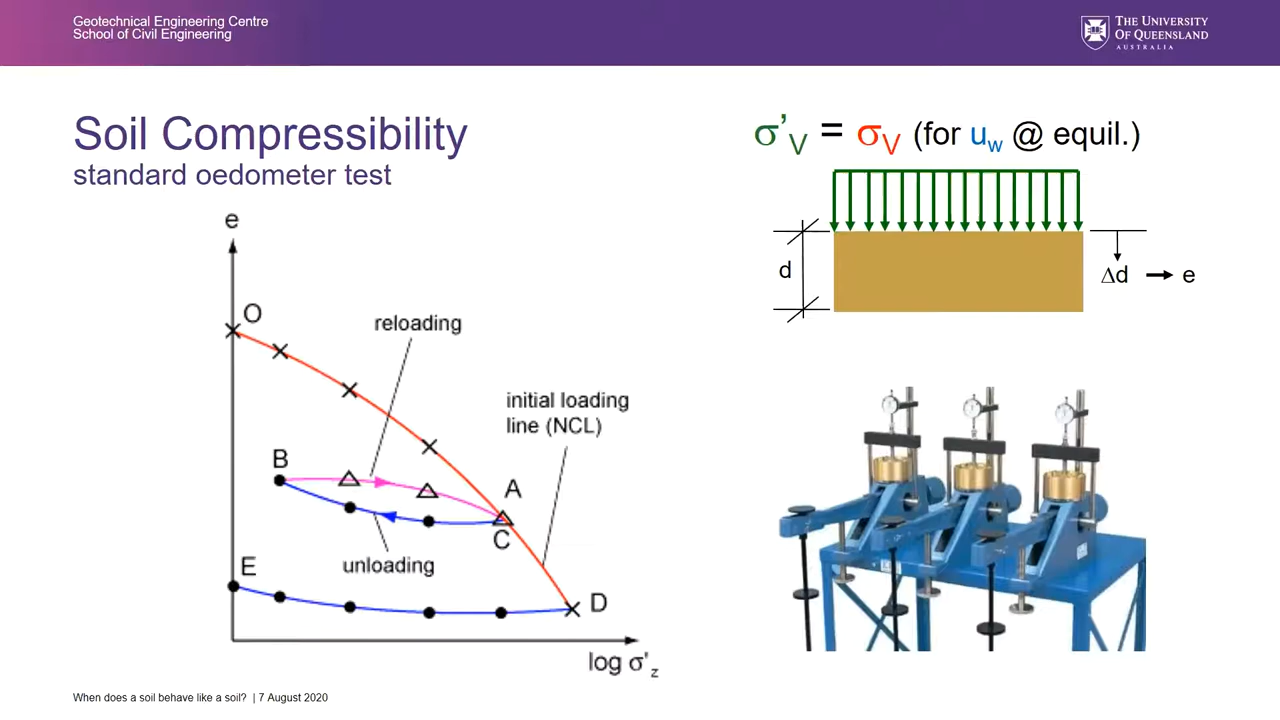 Geotechnical Engineering Centre
School of Civil Engineering
THE UNIVERSITY
OF QUEENSLAND
AUSTRALIA
Soil Compressibility
standard oedometer test
σ'V = σV (for uw @ equil.)
d
Δd → e
e
O
reloading
initial loading
line (NCL)
B
A
C
unloading
E
D
log σ'z
When does a soil behave like a soil? | 7 August 2020